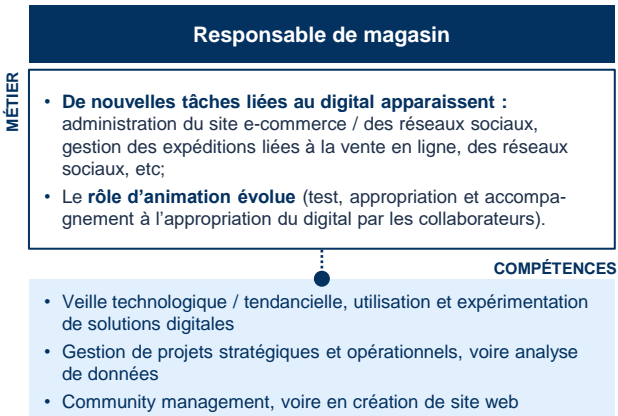 Responsable de magasin
MÉTIER
• De nouvelles tâches liées au digital apparaissent :
administration du site e-commerce / des réseaux sociaux,
gestion des expéditions liées à la vente en ligne, des réseaux
sociaux, etc;
• Le rôle d’animation évolue (test, appropriation et accompa-
gnement à l’appropriation du digital par les collaborateurs).
COMPÉTENCES
• Veille technologique / tendancielle, utilisation et expérimentation
de solutions digitales
• Gestion de projets stratégiques et opérationnels, voire analyse
de données
• Community management, voire en création de site web